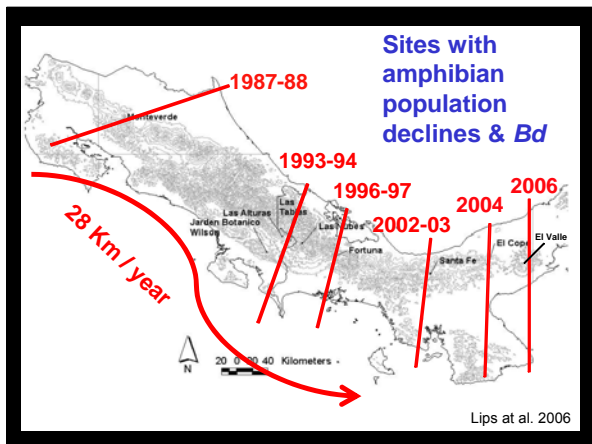 Sites with
amphibian
population
declines & Bd
1987-88
Monteverde
1993-94
1996-97
2002-03
2004
2006
Las
Tablas
Las Alturas
Jarden Botanico
Wilson
Las Nubes
Fortuna
Santa Fe
El Cope
El Valle
28 Km / year
N
20 0 20 40 Kilometers
Lips at al. 2006